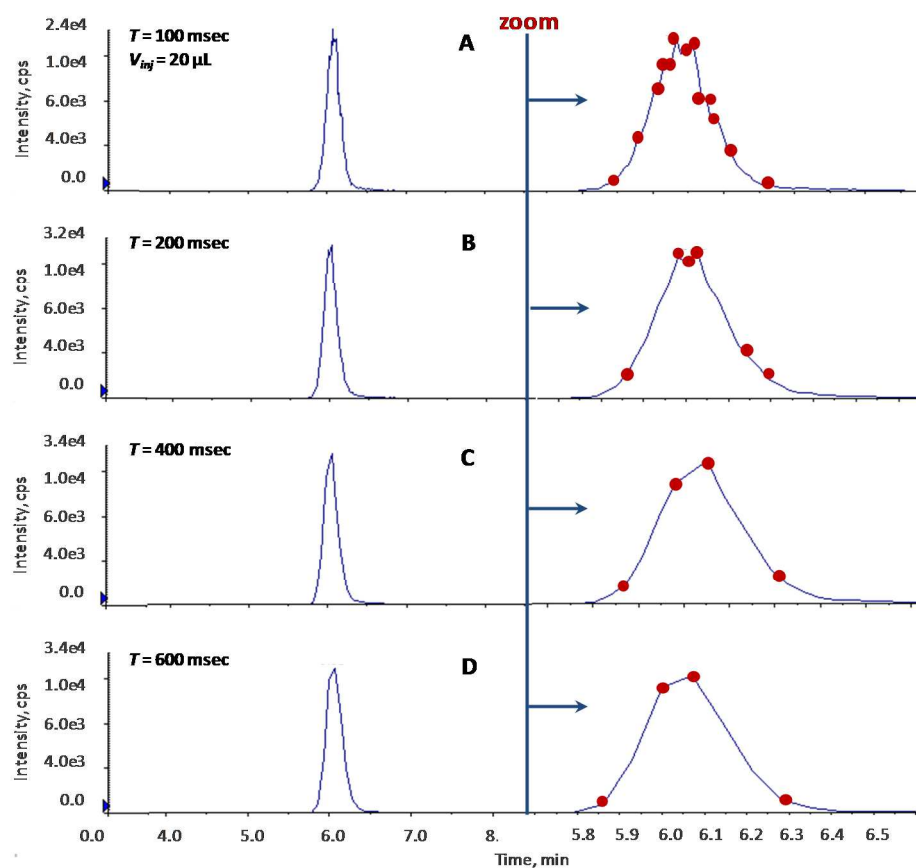 zoom
2.4e4
1.0e4
6.0e3
4.0e3
0.0
Intensity, cps
T = 100 msec
V inj = 20 µL
A
3.2e4
1.0e4
6.0e3
4.0e3
0.0
Intensity, cps
T = 200 msec
B
3.4e4
1.0e4
6.0e3
4.0e3
0.0
Intensity, cps
T = 400 msec
C
3.4e4
1.0e4
6.0e3
4.0e3
0.0
Intensity, cps
T = 600 msec
D
0.0 4.0 5.0 6.0 7.0 8. 5.8 5.9 6.0 6.1 6.2 6.3 6.4 6.5
Time, min